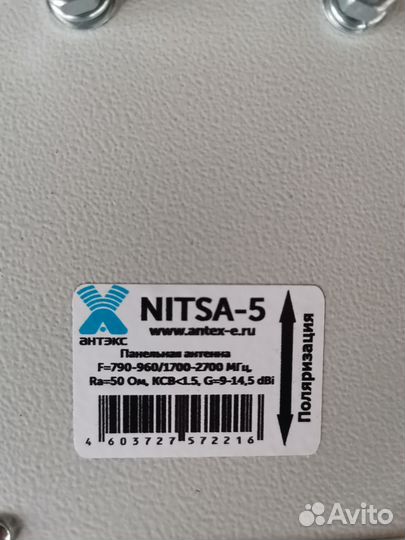 NITSA-5
www.antex-e.ru
АНТЭКС
Панельная антенна
F=790-960/1700-2700 МГц,
Ra=50 Ом, КСВ<1.5, G=9-14,5 dBi
4 603727 572216
Поляризация
Avito